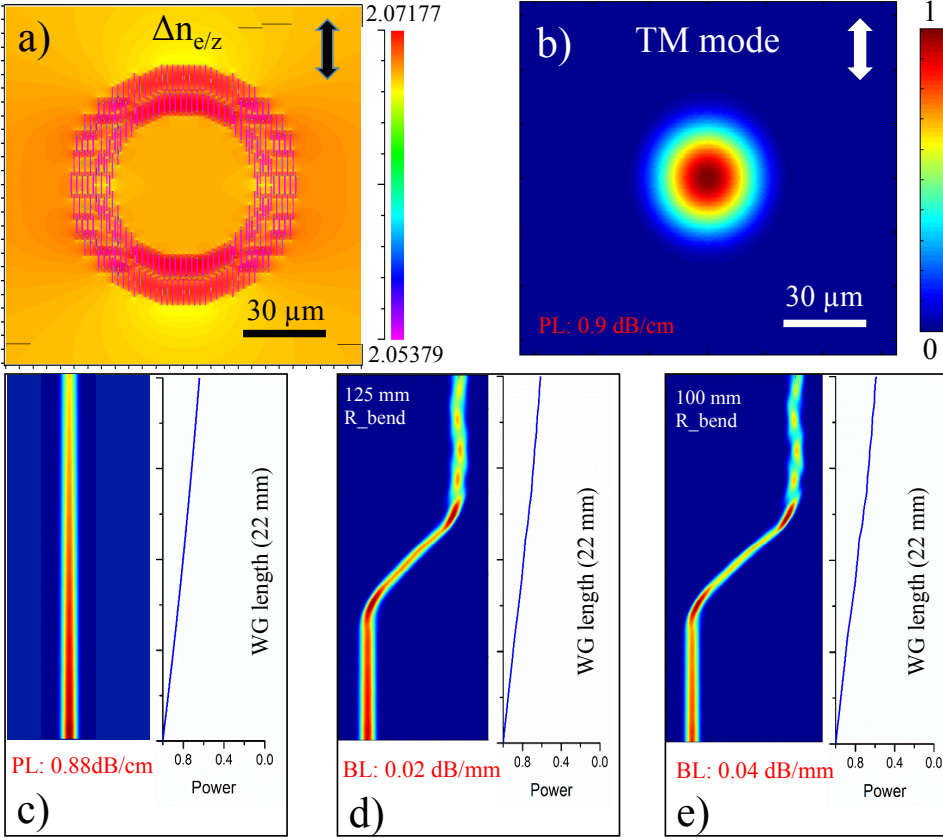 a)
Δn e/z
2.07177
2.05379
30 µm
b)
TM mode
1
0
30 µm
PL: 0.9 dB/cm
WG length (22 mm)
0.8 0.4 0.0
Power
PL: 0.88dB/cm
c)
125 mm
R_bend
WG length (22 mm)
0.8 0.4 0.0
Power
BL: 0.02 dB/mm
d)
100 mm
R_bend
WG length (22 mm)
0.8 0.4 0.0
Power
BL: 0.04 dB/mm
e)